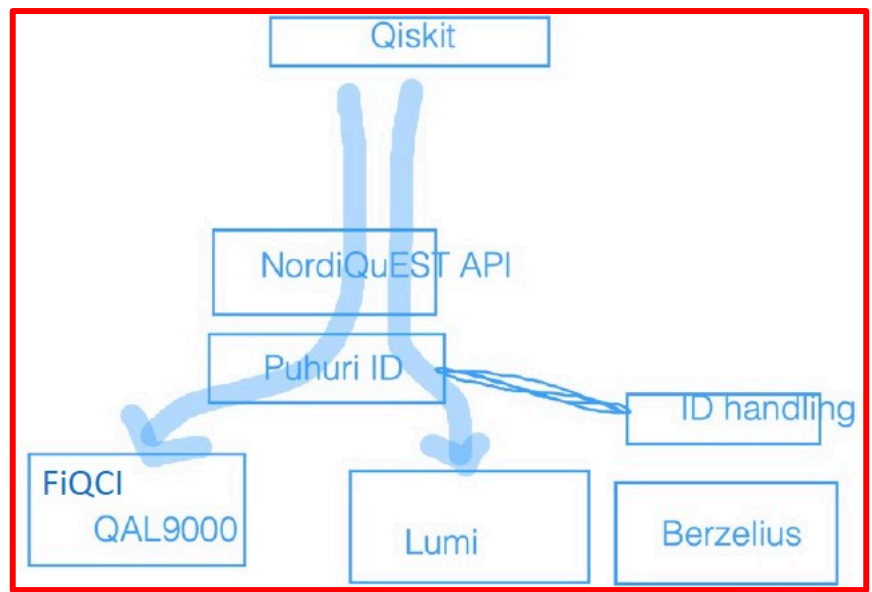 Qiskit
NordiQuEST API
Puhuri ID
ID handling
FiQCI
QAL9000
Lumi
Berzelius